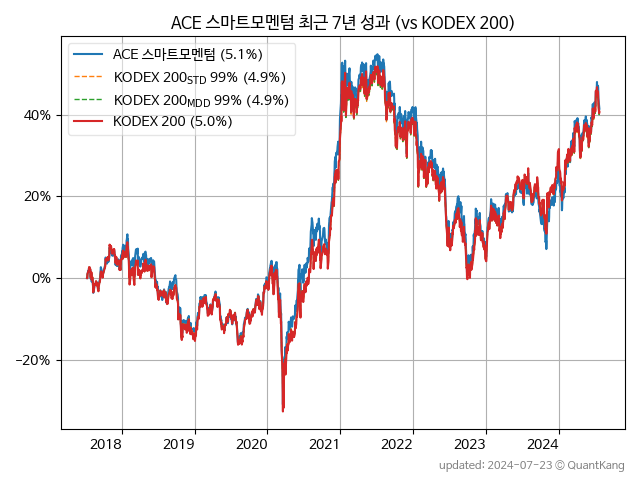 ACE 스마트모멘텀 최근 7년 성과 (vs KODEX 200)
ACE 스마트모멘텀 (5.1%)
KODEX 200STD 99% (4.9%)
KODEX 200MDD 99% (4.9%)
KODEX 200 (5.0%)
40%
20%
0%
−20%
2018 2019 2020 2021 2022 2023 2024
updated: 2024-07-23 © QuantKang